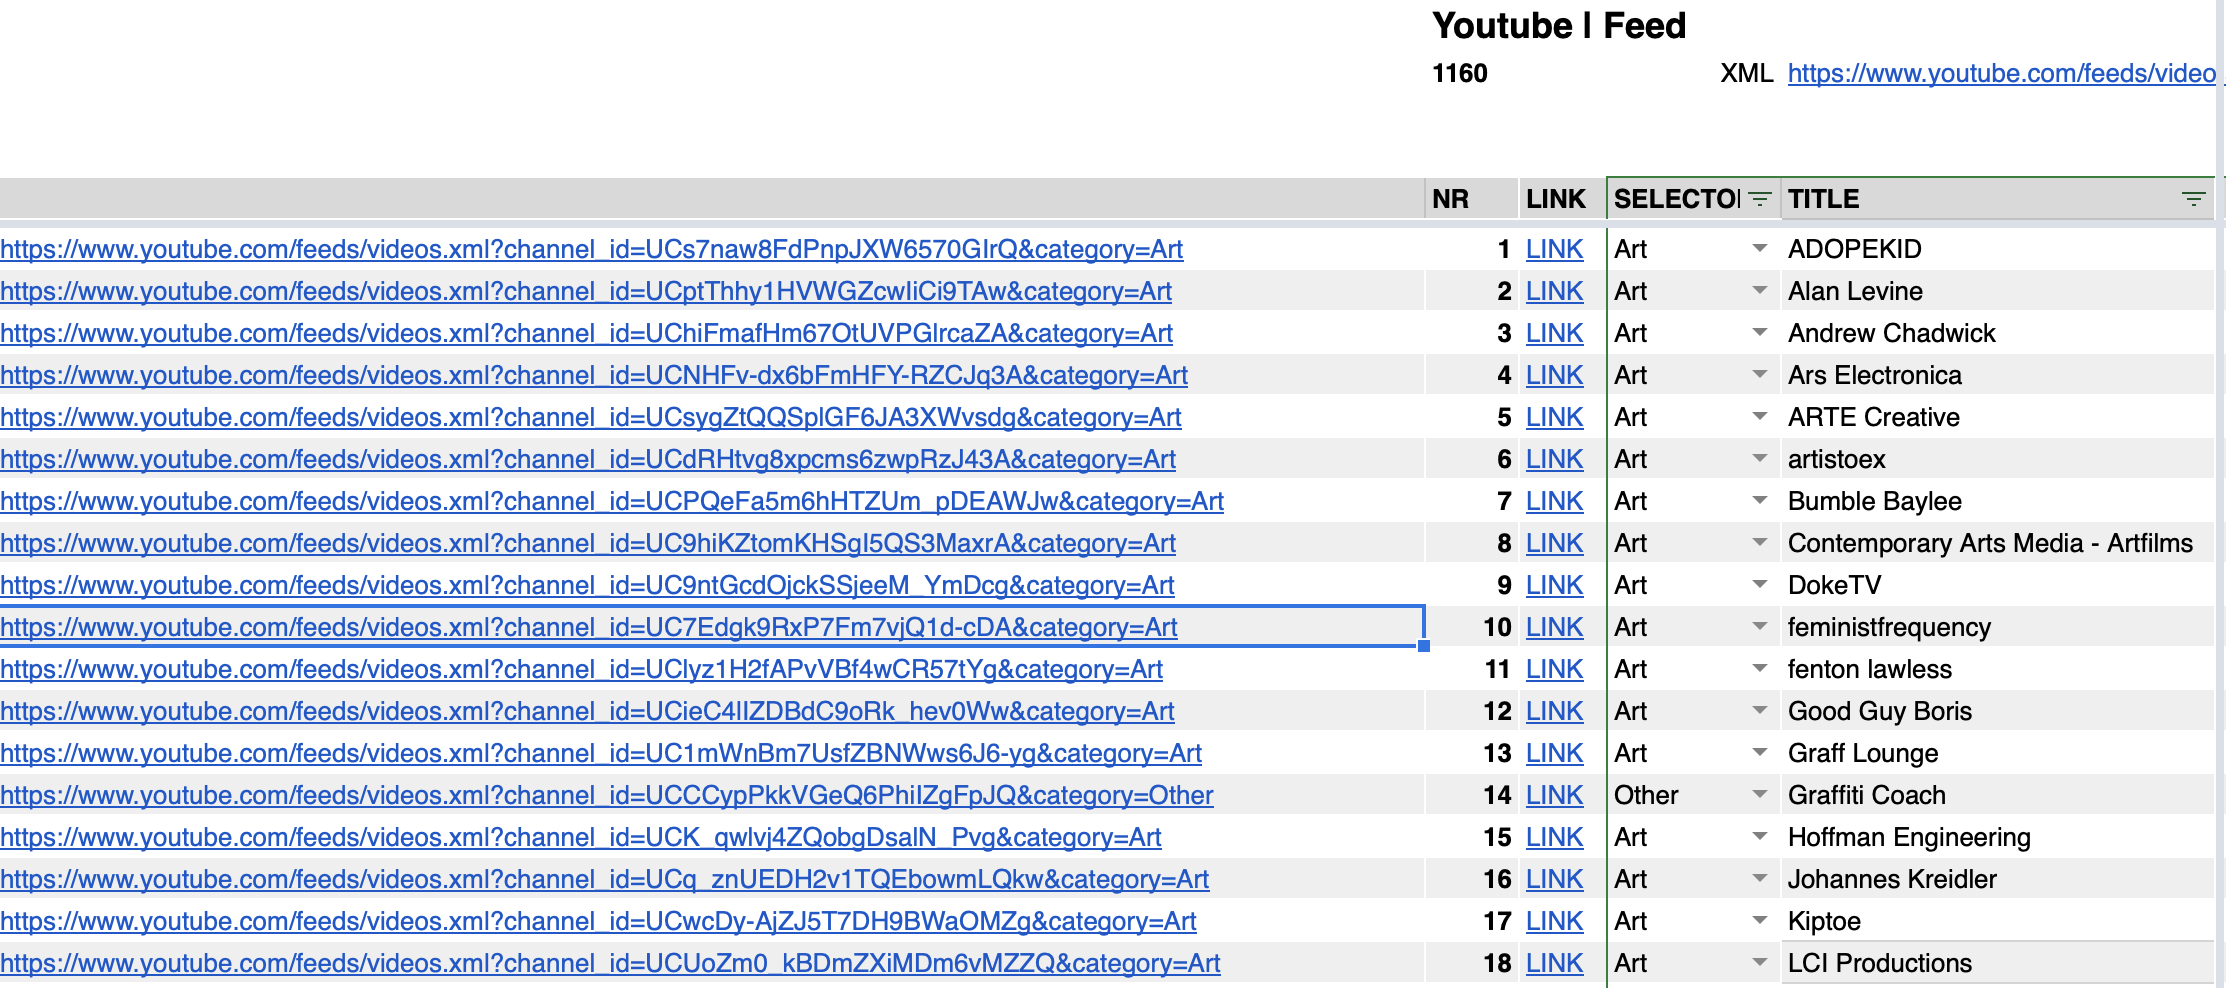 Youtube | Feed
1160 XML https://www.youtube.com/feeds/video
NR LINK SELECTOR TITLE
https://www.youtube.com/feeds/videos.xml?channel_id=UCs7naw8FdPnpJXW6570GIrQ&category=Art 1 LINK Art ADOPEKID
https://www.youtube.com/feeds/videos.xml?channel_id=UCptThhy1HVWGZcwIiCi9TAw&category=Art 2 LINK Art Alan Levine
https://www.youtube.com/feeds/videos.xml?channel_id=UChiFmafHm67OtUVPGlrcaZA&category=Art 3 LINK Art Andrew Chadwick
https://www.youtube.com/feeds/videos.xml?channel_id=UCNHFv-dx6bFmHFY-RZCJq3A&category=Art 4 LINK Art Ars Electronica
https://www.youtube.com/feeds/videos.xml?channel_id=UCsygZtQQSplGF6JA3XWvsdg&category=Art 5 LINK Art ARTE Creative
https://www.youtube.com/feeds/videos.xml?channel_id=UCdRHtvg8xpcms6zwpRzJ43A&category=Art 6 LINK Art artistoex
https://www.youtube.com/feeds/videos.xml?channel_id=UCPQeFa5m6hHTZUm_pDEAWJw&category=Art 7 LINK Art Bumble Baylee
https://www.youtube.com/feeds/videos.xml?channel_id=UC9hiKZtomKHSgI5QS3MaxrA&category=Art 8 LINK Art Contemporary Arts Media - Artfilms
https://www.youtube.com/feeds/videos.xml?channel_id=UC9ntGcdOjckSSjeeM_YmDcg&category=Art 9 LINK Art DokeTV
https://www.youtube.com/feeds/videos.xml?channel_id=UC7Edgk9RxP7Fm7vjQ1d-cDA&category=Art 10 LINK Art feministfrequency
https://www.youtube.com/feeds/videos.xml?channel_id=UClyz1H2fAPvVBf4wCR57tYg&category=Art 11 LINK Art fenton lawless
https://www.youtube.com/feeds/videos.xml?channel_id=UCieC4lIZDBdC9oRk_hev0Ww&category=Art 12 LINK Art Good Guy Boris
https://www.youtube.com/feeds/videos.xml?channel_id=UC1mWnBm7UsfZBNWws6J6-yg&category=Art 13 LINK Art Graff Lounge
https://www.youtube.com/feeds/videos.xml?channel_id=UCCCypPkkVGeQ6PhiIZgFpJQ&category=Other 14 LINK Other Graffiti Coach
https://www.youtube.com/feeds/videos.xml?channel_id=UCK_qwlvj4ZQobgDsalN_Pvg&category=Art 15 LINK Art Hoffman Engineering
https://www.youtube.com/feeds/videos.xml?channel_id=UCq_znUEDH2v1TQEbowmLQkw&category=Art 16 LINK Art Johannes Kreidler
https://www.youtube.com/feeds/videos.xml?channel_id=UCwcDy-AjZJ5T7DH9BWaOMZg&category=Art 17 LINK Art Kiptoe
https://www.youtube.com/feeds/videos.xml?channel_id=UCUoZm0_kBDmZXiMDm6vMZZQ&category=Art 18 LINK Art LCI Productions